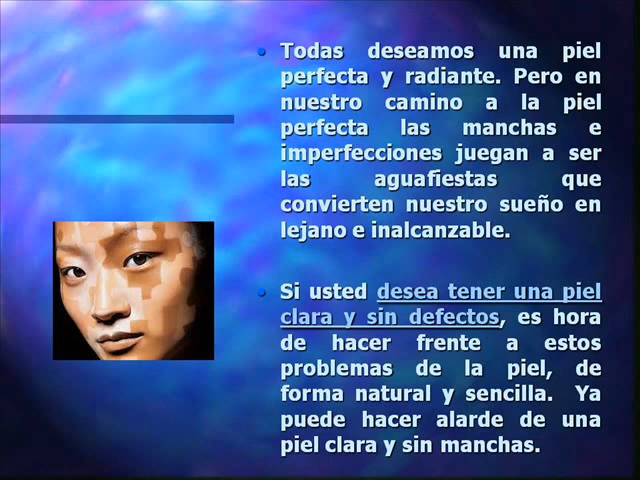 Todas deseamos una piel
perfecta y radiante. Pero en
nuestro camino a la piel
perfecta las manchas e
imperfecciones juegan a ser
las aguafiestas que
convierten nuestro sueño en
lejano e inalcanzable.
Si usted desea tener una piel
clara y sin defectos, es hora
de hacer frente a estos
problemas de la piel, de
forma natural y sencilla. Ya
puede hacer alarde de una
piel clara y sin manchas.